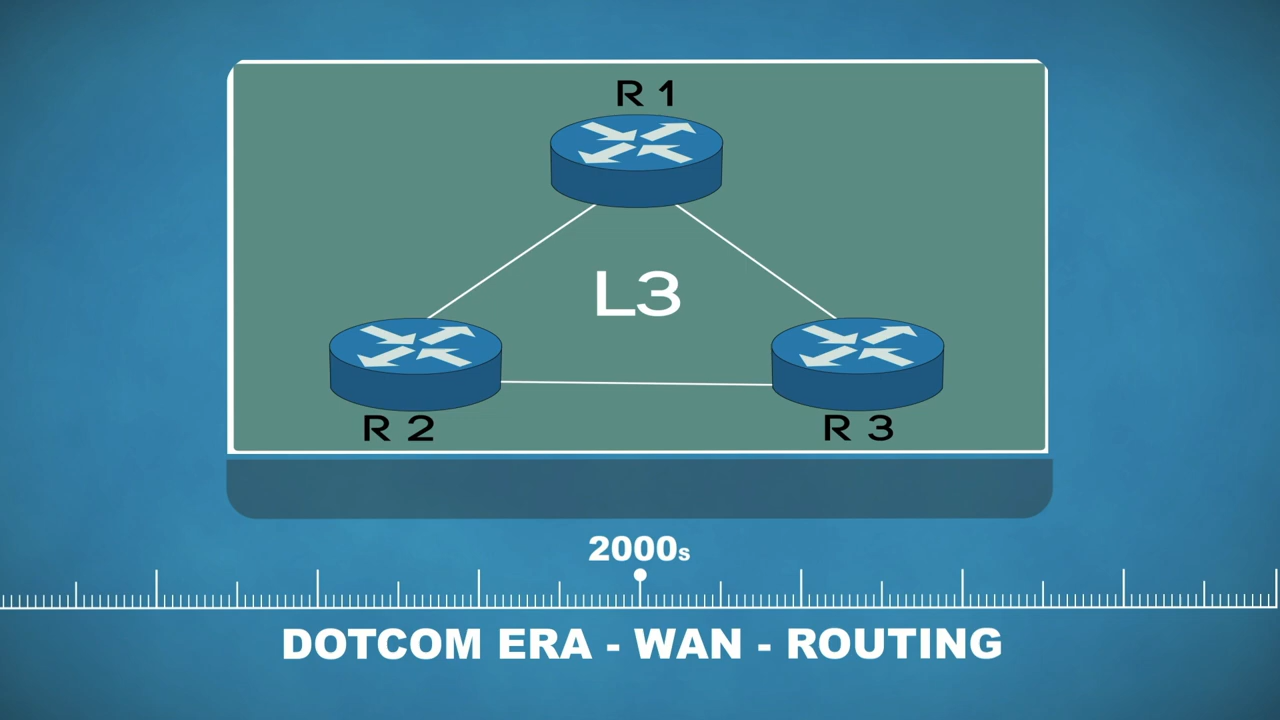 R 1
L3
R 2
R 3
2000s
DOTCOM ERA - WAN - ROUTING